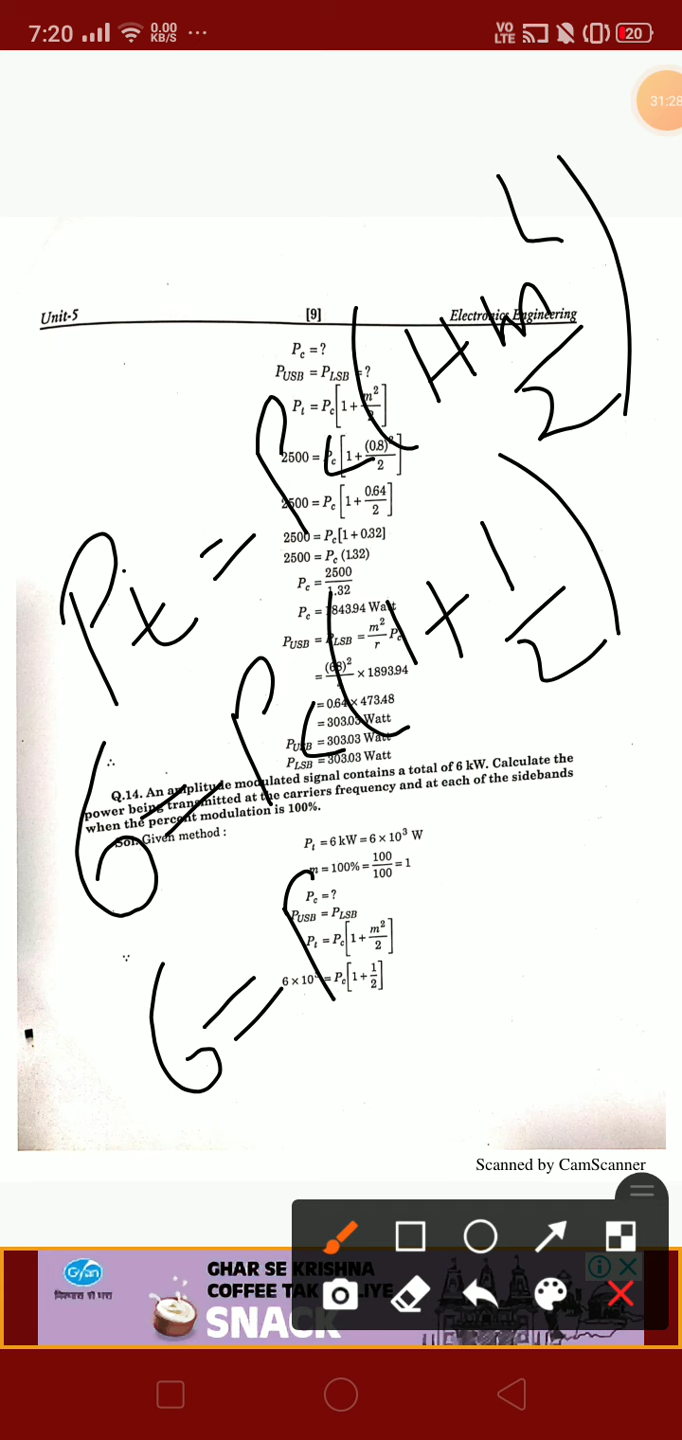 7:20 0.00 KB/S ... VO LTE 20
31:28
Unit-5 [9] Electronics Engineering
P_c = ?
P_USB = P_LSB = ?
P_t = P_c[1 + m²/2]
2500 = P_c[1 + (0.8)²/2]
2500 = P_c[1 + 0.64/2]
2500 = P_c[1 + 0.32]
2500 = P_c (1.32)
P_c = 2500/1.32
P_c = 1843.94 Watt
P_USB = P_LSB = m²/r P_c
= × 1893.94
= 0.64 × 473.48
= 303.03 Watt
∴ P_USB = 303.03 Watt
P_LSB = 303.03 Watt
Q.14. An amplitude modulated signal contains a total of 6 kW. Calculate the
power being transmitted at the carriers frequency and at each of the sidebands
when the percent modulation is 100%.
Sol. Given method :
P_t = 6 kW = 6 × 10³ W
m = 100% = 100/100 = 1
P_c = ?
P_USB = P_LSB
∵ P_t = P_c[1 + m²/2]
6 × 10³ = P_c[1 + 1/2]
Pt = Pc (1+m²/2)
6 = Pc (1+1/2)
6 = P
Scanned by CamScanner
Gyan
GHAR SE KRISHNA
COFFEE TAK
SNACK